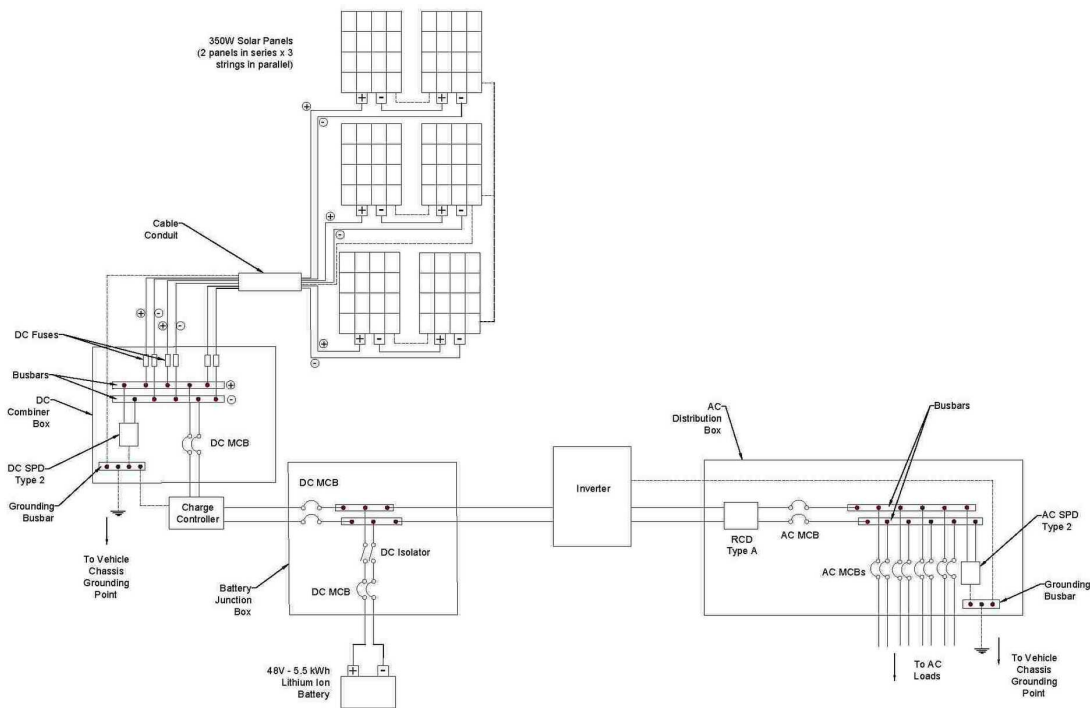 350W Solar Panels
(2 panels in series x 3
strings in parallel)
+
-
+
-
+
-
+
-
+
-
+
-
+
-
+
-
+
-
Cable
Conduit
+
-
+
-
DC Fuses
Busbars
+
-
DC
Combiner
Box
DC MCB
DC SPD
Type 2
Grounding
Busbar
Charge
Controller
To Vehicle
Chassis
Grounding
Point
DC MCB
DC Isolator
DC MCB
Battery
Junction
Box
48V - 5.5 kWh
Lithium Ion
Battery
+
-
Inverter
AC
Distribution
Box
Busbars
RCD
Type A
AC MCB
AC MCBs
AC SPD
Type 2
Grounding
Busbar
To AC
Loads
To Vehicle
Chassis
Grounding
Point